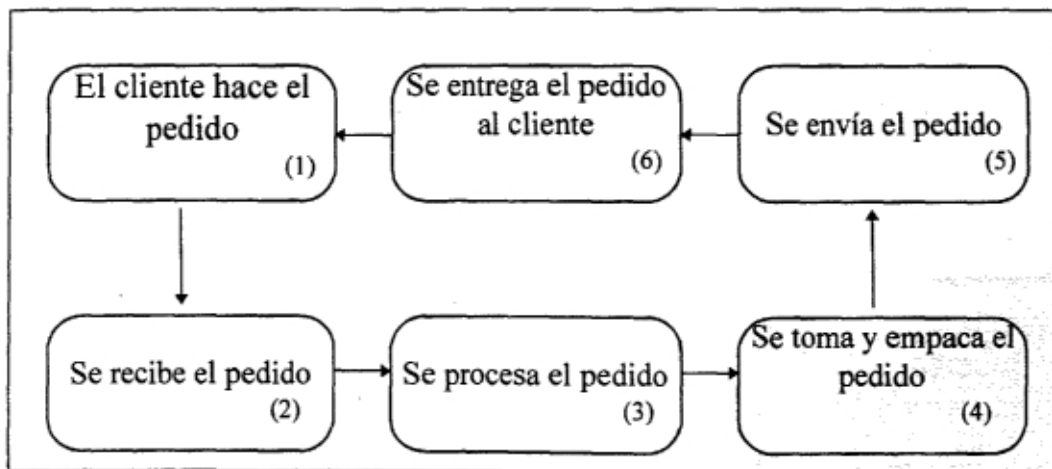 El cliente hace el
pedido
(1)
Se entrega el pedido
al cliente
(6)
Se envía el pedido
(5)
Se recibe el pedido
(2)
Se procesa el pedido
(3)
Se toma y empaca el
pedido
(4)